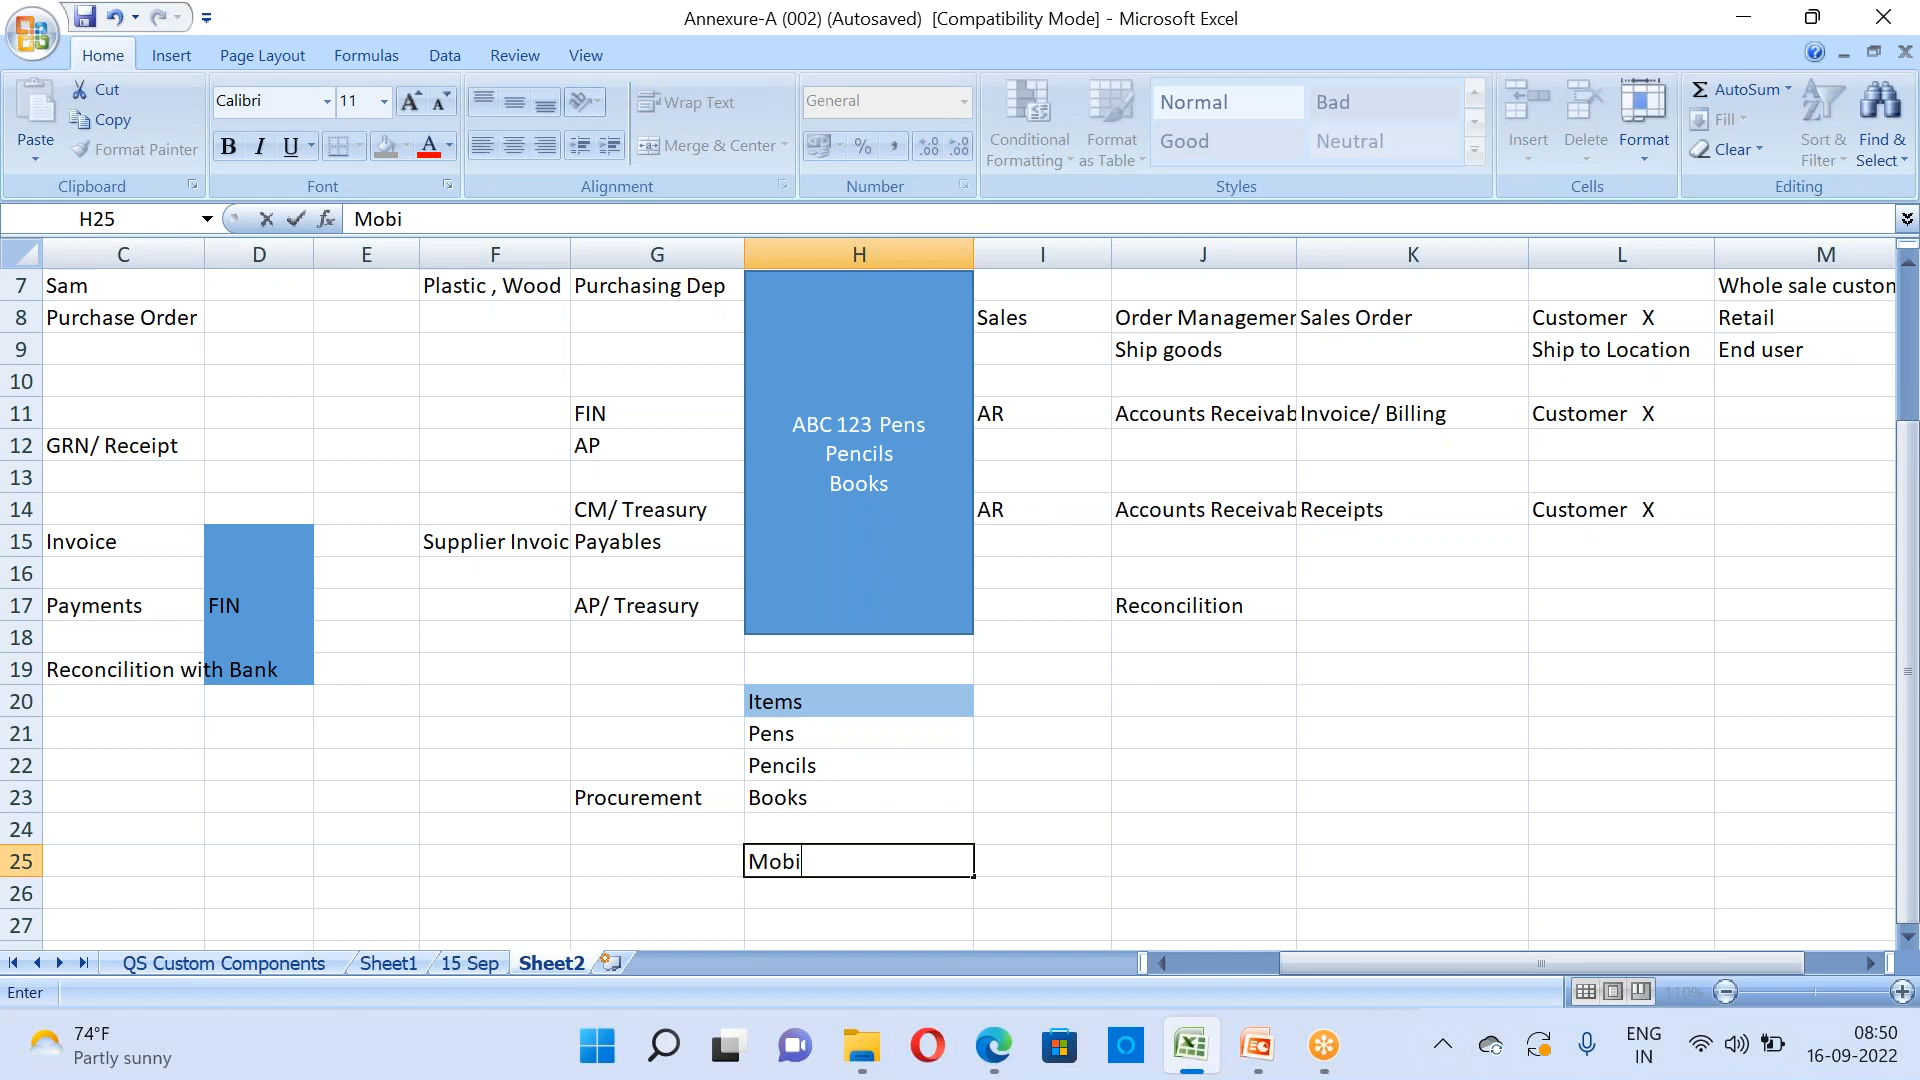 Annexure-A (002) (Autosaved)  [Compatibility Mode] - Microsoft Excel
Home Insert Page Layout Formulas Data Review View
Paste
Cut
Copy
Format Painter
Clipboard
Calibri 11
B I U
Font
Wrap Text
Merge & Center
Alignment
General
Number
Conditional Formatting
Format as Table
Normal Bad
Good Neutral
Styles
Insert Delete Format
Cells
Σ AutoSum
Fill
Clear
Sort & Filter
Find & Select
Editing
H25 fx Mobi
C D E F G H I J K L M
7 Sam Plastic , Wood Purchasing Dep Whole sale custon
8 Purchase Order Sales Order Managemer Sales Order Customer X Retail
9 Ship goods Ship to Location End user
10
11 FIN AR Accounts Receivab Invoice/ Billing Customer X
ABC 123 Pens
12 GRN/ Receipt AP
Pencils
13
Books
14 CM/ Treasury AR Accounts Receivab Receipts Customer X
15 Invoice Supplier Invoic Payables
16
17 Payments FIN AP/ Treasury Reconcilition
18
19 Reconcilition with Bank
20 Items
21 Pens
22 Pencils
23 Procurement Books
24
25 Mobi
26
27
QS Custom Components Sheet1 15 Sep Sheet2
Enter 110%
74°F
Partly sunny
ENG
IN
08:50
16-09-2022